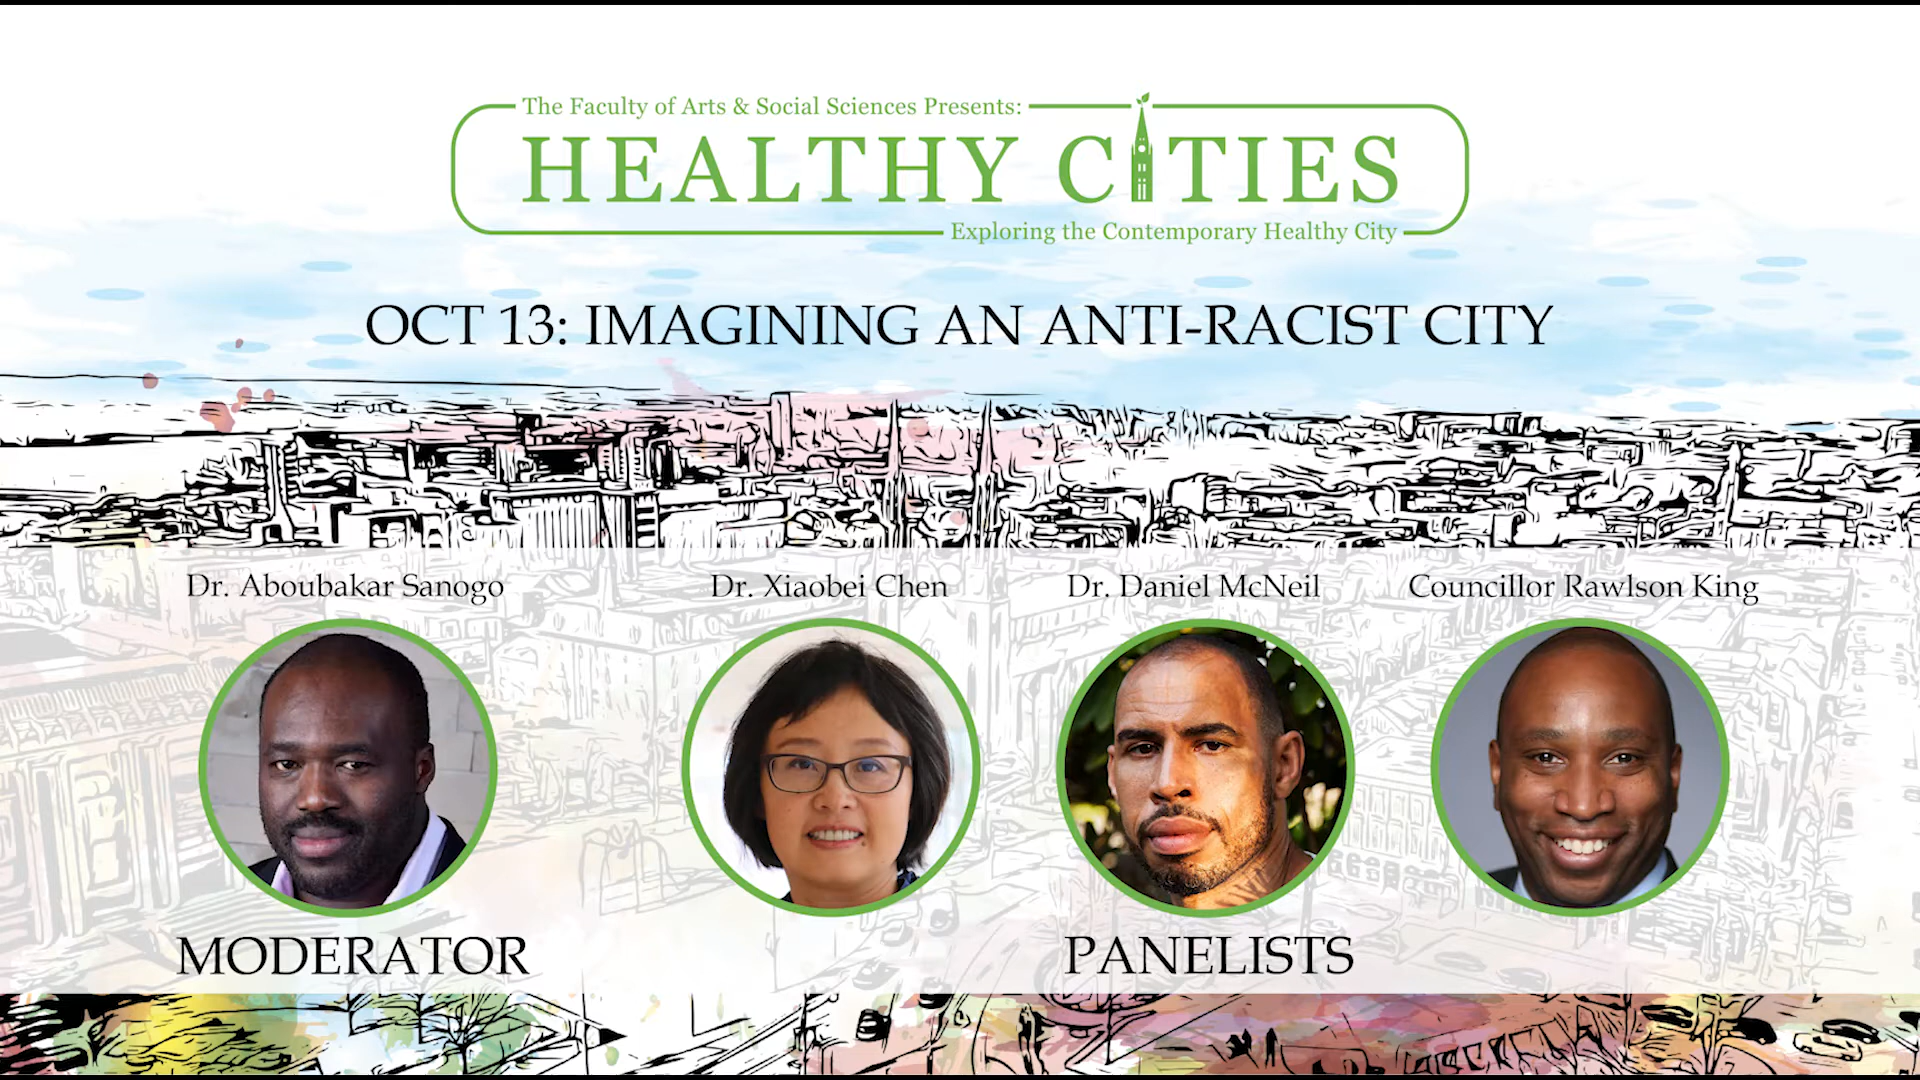 The Faculty of Arts & Social Sciences Presents:
HEALTHY CITIES
Exploring the Contemporary Healthy City
OCT 13: IMAGINING AN ANTI-RACIST CITY
Dr. Aboubakar Sanogo
Dr. Xiaobei Chen
Dr. Daniel McNeil
Councillor Rawlson King
MODERATOR
PANELISTS